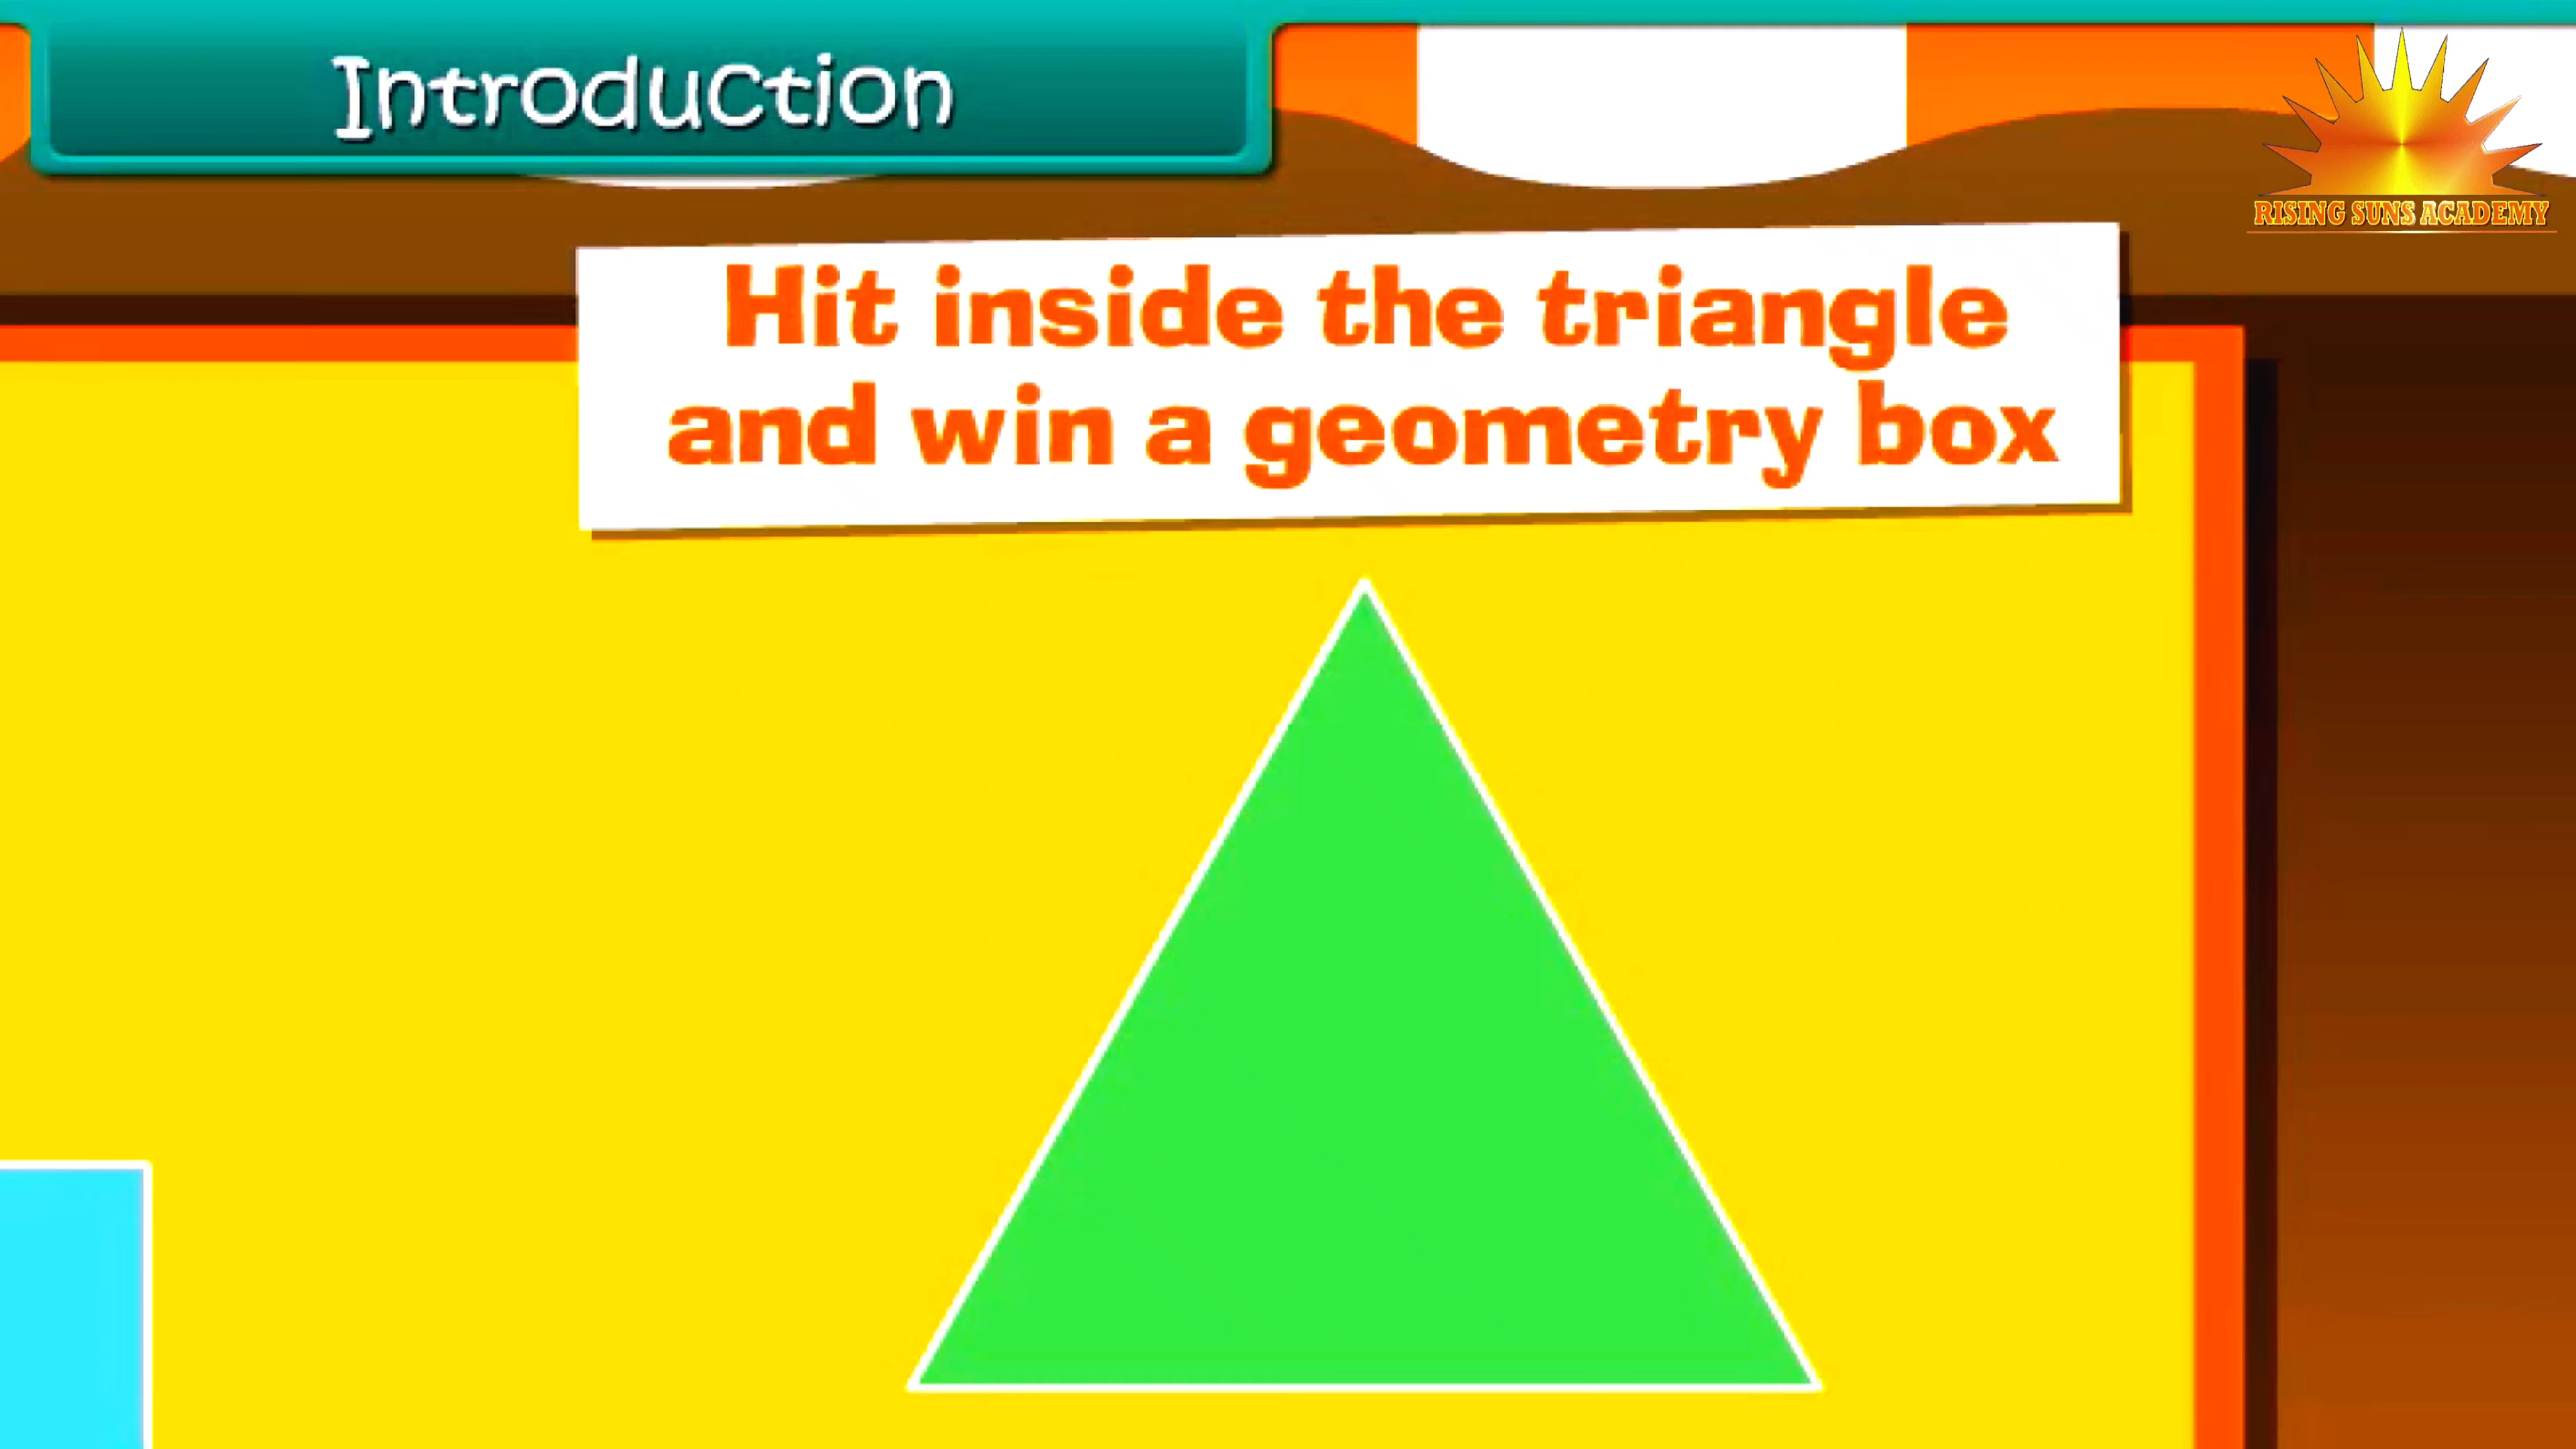 Introduction
RISING SUNS ACADEMY
Hit inside the triangle
and win a geometry box